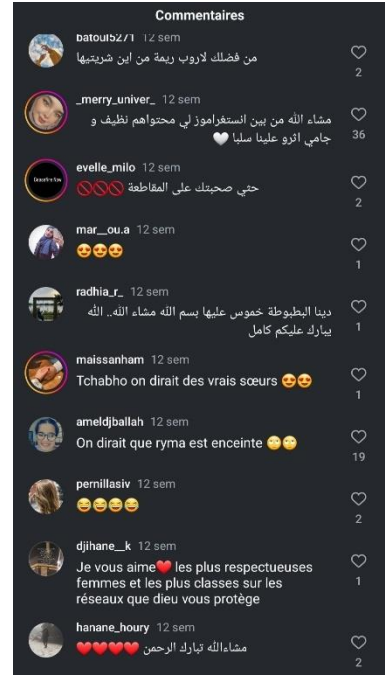 Commentaires
batoul5271 12 sem
من فضلك لاروب ريمة من اين شريتيها
2
_merry_univer_ 12 sem
مشاء الله من بين انستغراموز لي محتواهم نظيف و
جامي اثرو علينا سلبا 🤍
36
evelle_milo 12 sem
حثي صحبتك على المقاطعة 🚫🚫🚫
2
mar__ou.a 12 sem
😍😍😍
1
radhia_r_ 12 sem
دينا البطبوطة خموس عليها بسم الله مشاء الله.. الله
يبارك عليكم كامل
1
maissanham 12 sem
Tchabho on dirait des vrais sœurs 😍😍
1
ameldjballah 12 sem
On dirait que ryma est enceinte 🙄🙄
19
pernillasiv 12 sem
😂😂😂😂
2
djihane__k 12 sem
Je vous aime❤️ les plus respectueuses
femmes et les plus classes sur les
réseaux que dieu vous protège
1
hanane_houry 12 sem
مشاءالله تبارك الرحمن ❤️❤️❤️❤️
2